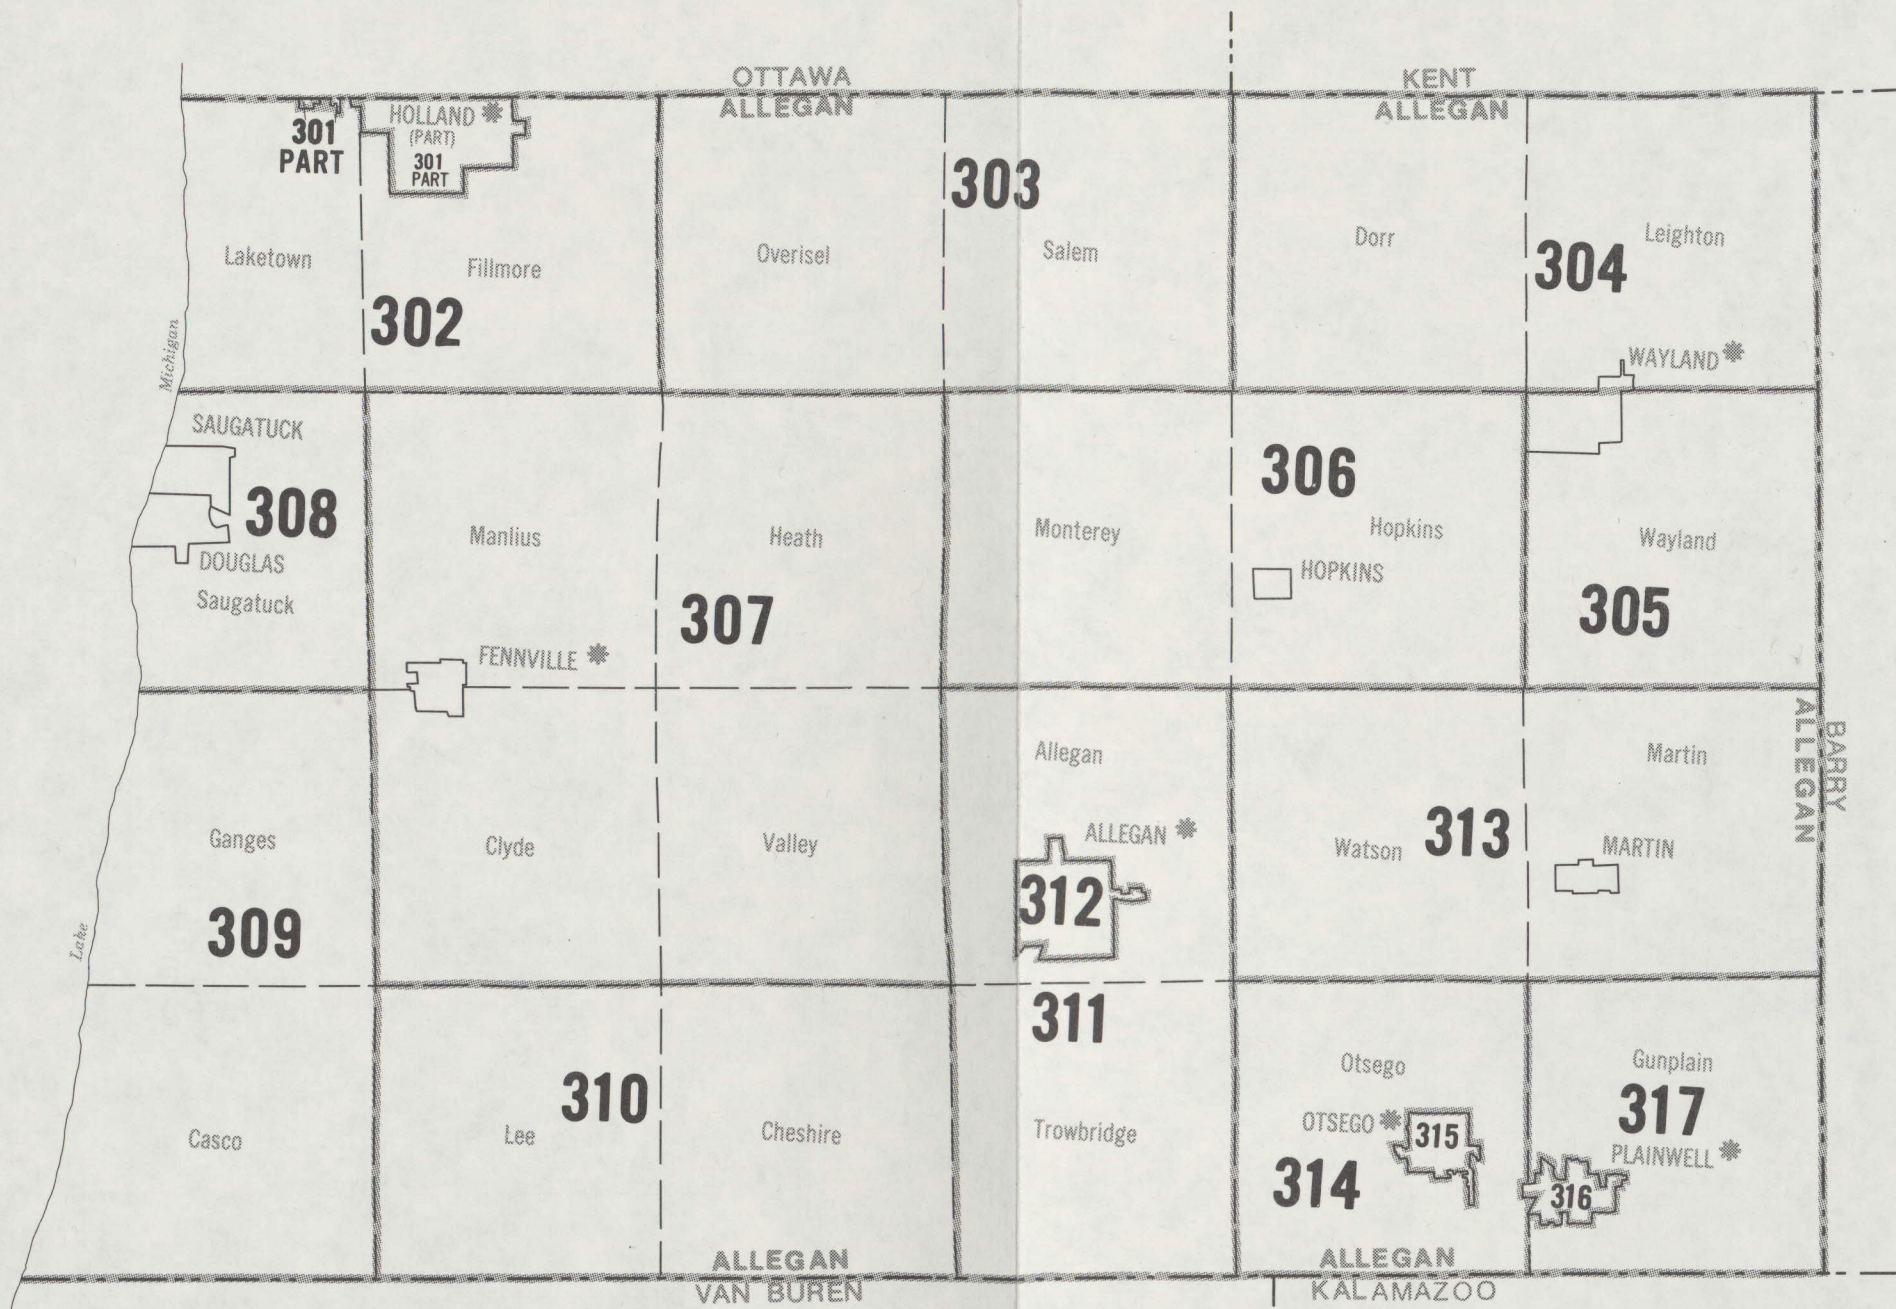 OTTAWA
ALLEGAN
KENT
ALLEGAN
HOLLAND *
(PART)
301
PART
301
PART
303
Laketown
Fillmore
Overisel
Salem
Dorr
Leighton
304
302
Michigan
WAYLAND *
SAUGATUCK
308
306
Manlius
Heath
Monterey
Hopkins
Wayland
DOUGLAS
HOPKINS
Saugatuck
307
305
FENNVILLE *
Allegan
Martin
ALLEGAN
BARRY
Ganges
Clyde
Valley
ALLEGAN *
Watson
313
MARTIN
312
309
Lake
311
310
Otsego
Gunplain
317
Casco
Lee
Cheshire
Trowbridge
OTSEGO *
315
PLAINWELL *
314
316
ALLEGAN
VAN BUREN
ALLEGAN
KALAMAZOO